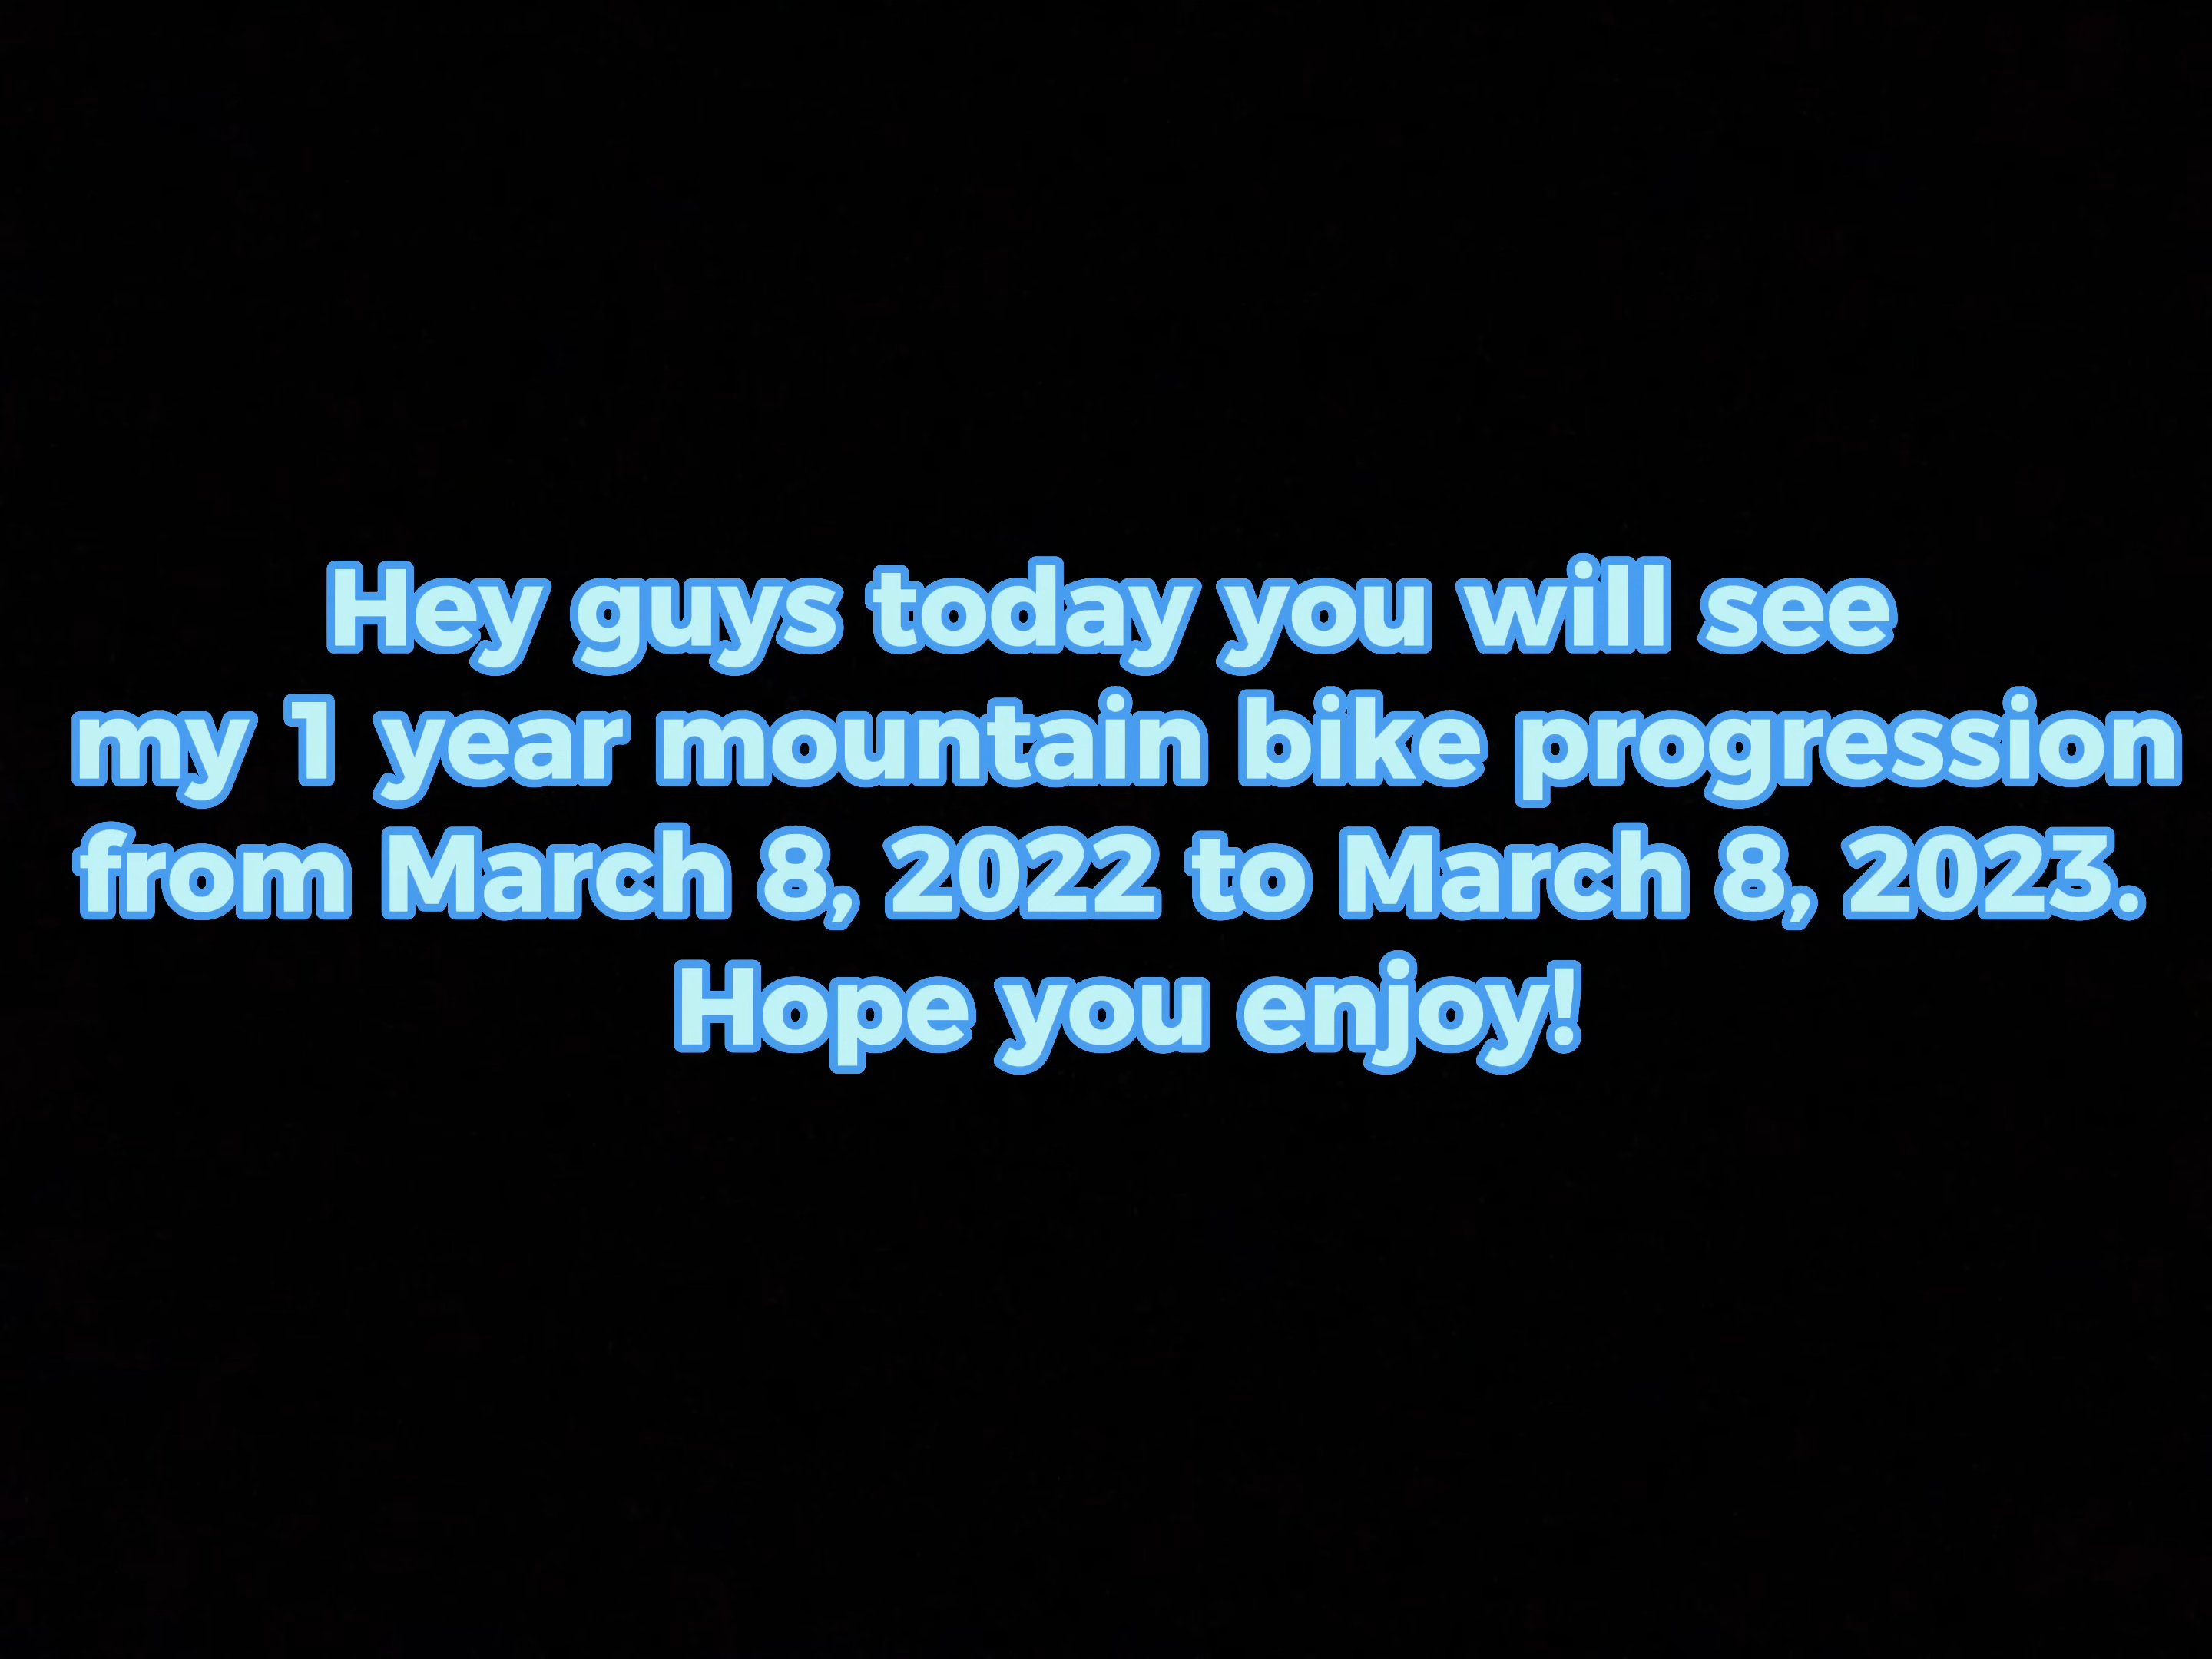 Hey guys today you will see
my 1 year mountain bike progression
from March 8, 2022 to March 8, 2023.
Hope you enjoy!